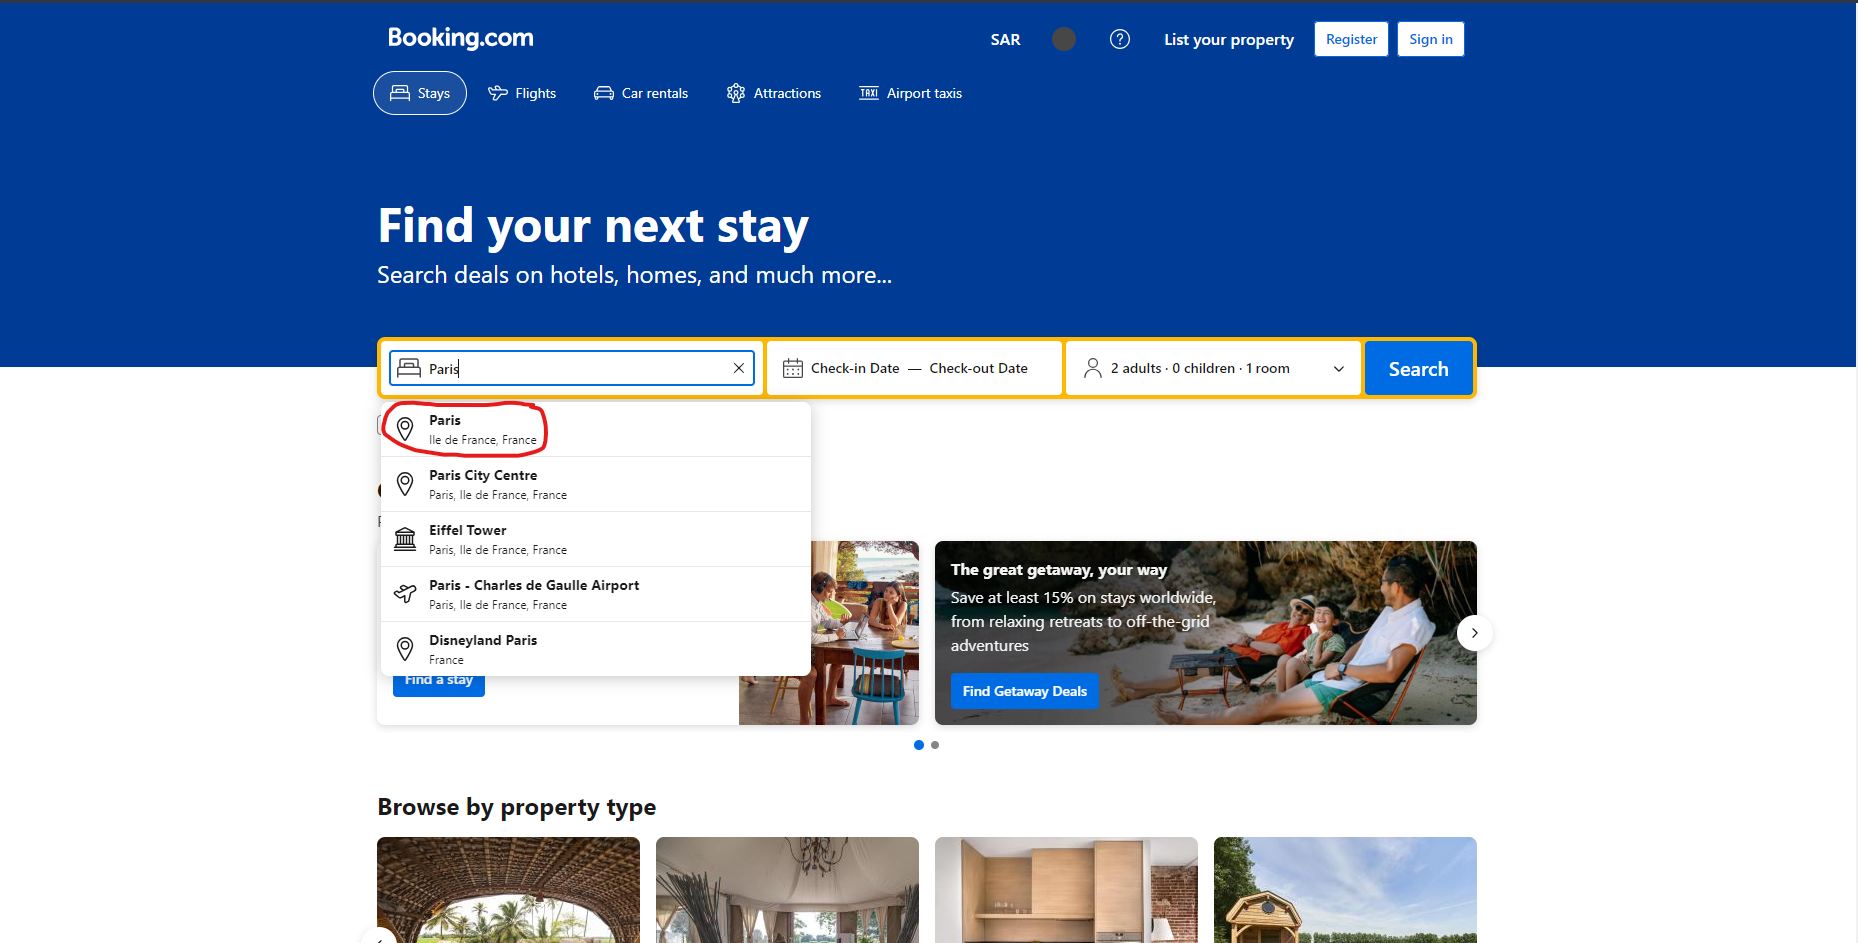 Booking.com
SAR
List your property
Register
Sign in
Stays
Flights
Car rentals
Attractions
TAXI
Airport taxis
Find your next stay
Search deals on hotels, homes, and much more...
Paris
Check-in Date — Check-out Date
2 adults · 0 children · 1 room
Search
Paris
Ile de France, France
Paris City Centre
Paris, Ile de France, France
Eiffel Tower
Paris, Ile de France, France
Paris - Charles de Gaulle Airport
Paris, Ile de France, France
Disneyland Paris
France
Find a stay
The great getaway, your way
Save at least 15% on stays worldwide,
from relaxing retreats to off-the-grid
adventures
Find Getaway Deals
Browse by property type